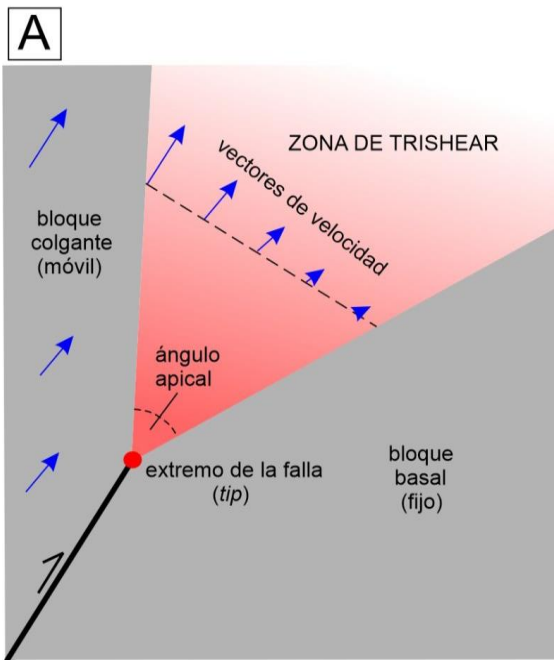 A
ZONA DE TRISHEAR
vectores de velocidad
bloque
colgante
(móvil)
ángulo
apical
extremo de la falla
(tip)
bloque
basal
(fijo)